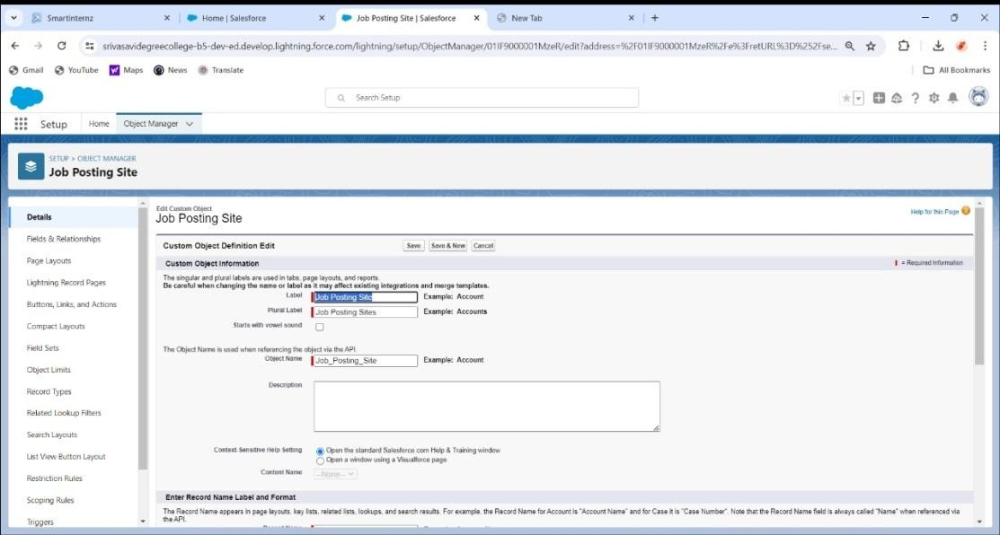 Smartinternz
Home | Salesforce
Job Posting Site | Salesforce
New Tab
srivasavidegreecollege-b5-dev-ed.develop.lightning.force.com/lightning/setup/ObjectManager/01IF9000001MzeR/edit?address=%2F01IF9000001MzeR%2Fe%3FretURL%3D%252Fse...
Gmail YouTube Maps News Translate All Bookmarks
Search Setup
Setup Home Object Manager
SETUP > OBJECT MANAGER
Job Posting Site
Details
Fields & Relationships
Page Layouts
Lightning Record Pages
Buttons, Links, and Actions
Compact Layouts
Field Sets
Object Limits
Record Types
Related Lookup Filters
Search Layouts
List View Button Layout
Restriction Rules
Scoping Rules
Triggers
Edit Custom Object
Job Posting Site
Help for this Page
Custom Object Definition Edit Save Save & New Cancel
Custom Object Information = Required Information
The singular and plural labels are used in tabs, page layouts, and reports.
Be careful when changing the name or label as it may affect existing integrations and merge templates.
Label Job Posting Site Example: Account
Plural Label Job Posting Sites Example: Accounts
Starts with vowel sound
The Object Name is used when referencing the object via the API.
Object Name Job_Posting_Site Example: Account
Description
Context-Sensitive Help Setting Open the standard Salesforce.com Help & Training window
Open a window using a Visualforce page
Content Name --None--
Enter Record Name Label and Format
The Record Name appears in page layouts, key lists, related lists, lookups, and search results. For example, the Record Name for Account is "Account Name" and for Case it is "Case Number". Note that the Record Name field is always called "Name" when referenced via
the API.